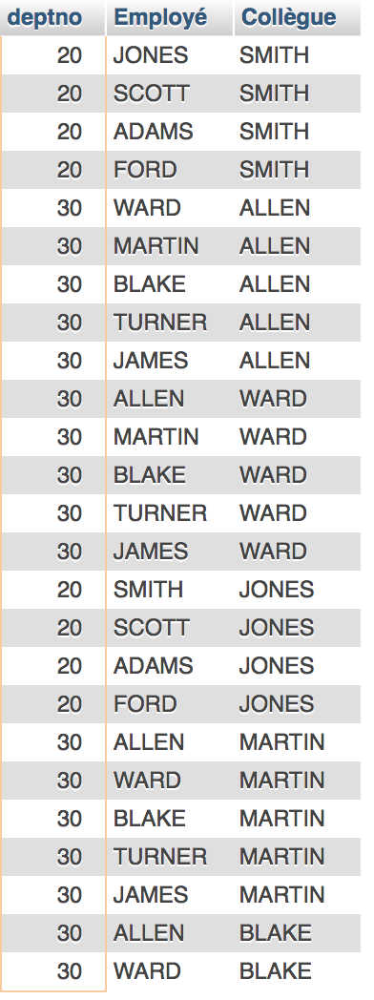 deptno Employé Collègue
20 JONES SMITH
20 SCOTT SMITH
20 ADAMS SMITH
20 FORD SMITH
30 WARD ALLEN
30 MARTIN ALLEN
30 BLAKE ALLEN
30 TURNER ALLEN
30 JAMES ALLEN
30 ALLEN WARD
30 MARTIN WARD
30 BLAKE WARD
30 TURNER WARD
30 JAMES WARD
20 SMITH JONES
20 SCOTT JONES
20 ADAMS JONES
20 FORD JONES
30 ALLEN MARTIN
30 WARD MARTIN
30 BLAKE MARTIN
30 TURNER MARTIN
30 JAMES MARTIN
30 ALLEN BLAKE
30 WARD BLAKE